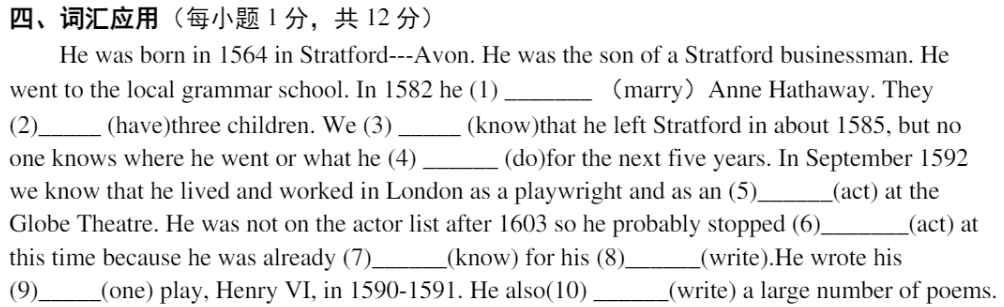 四、词汇应用（每小题 1 分，共 12 分）
He was born in 1564 in Stratford---Avon. He was the son of a Stratford businessman. He
went to the local grammar school. In 1582 he (1) _______ （marry）Anne Hathaway. They
(2)_____ (have)three children. We (3) _____ (know)that he left Stratford in about 1585, but no
one knows where he went or what he (4) ______ (do)for the next five years. In September 1592
we know that he lived and worked in London as a playwright and as an (5)______(act) at the
Globe Theatre. He was not on the actor list after 1603 so he probably stopped (6)_______(act) at
this time because he was already (7)______(know) for his (8)______(write).He wrote his
(9)_____(one) play, Henry VI, in 1590-1591. He also(10) ______(write) a large number of poems.